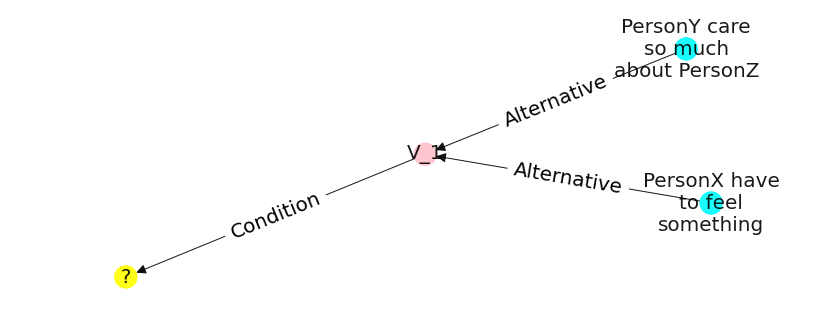 PersonY care
so much
about PersonZ
Alternative
V_1
Alternative
PersonX have
to feel
something
Condition
?